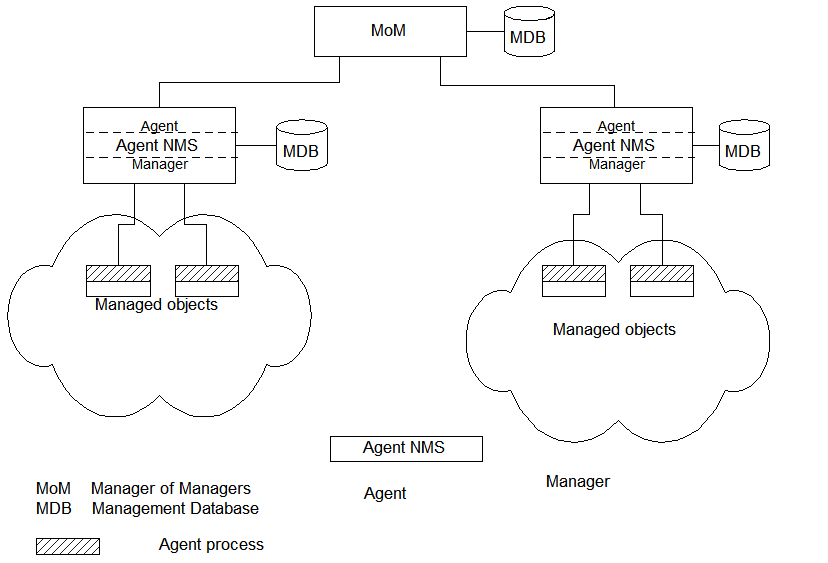 MoM
MDB
Agent
Agent NMS
Manager
MDB
Agent
Agent NMS
Manager
MDB
Managed objects
Managed objects
Agent NMS
Agent
Manager
MoM Manager of Managers
MDB Management Database
Agent process